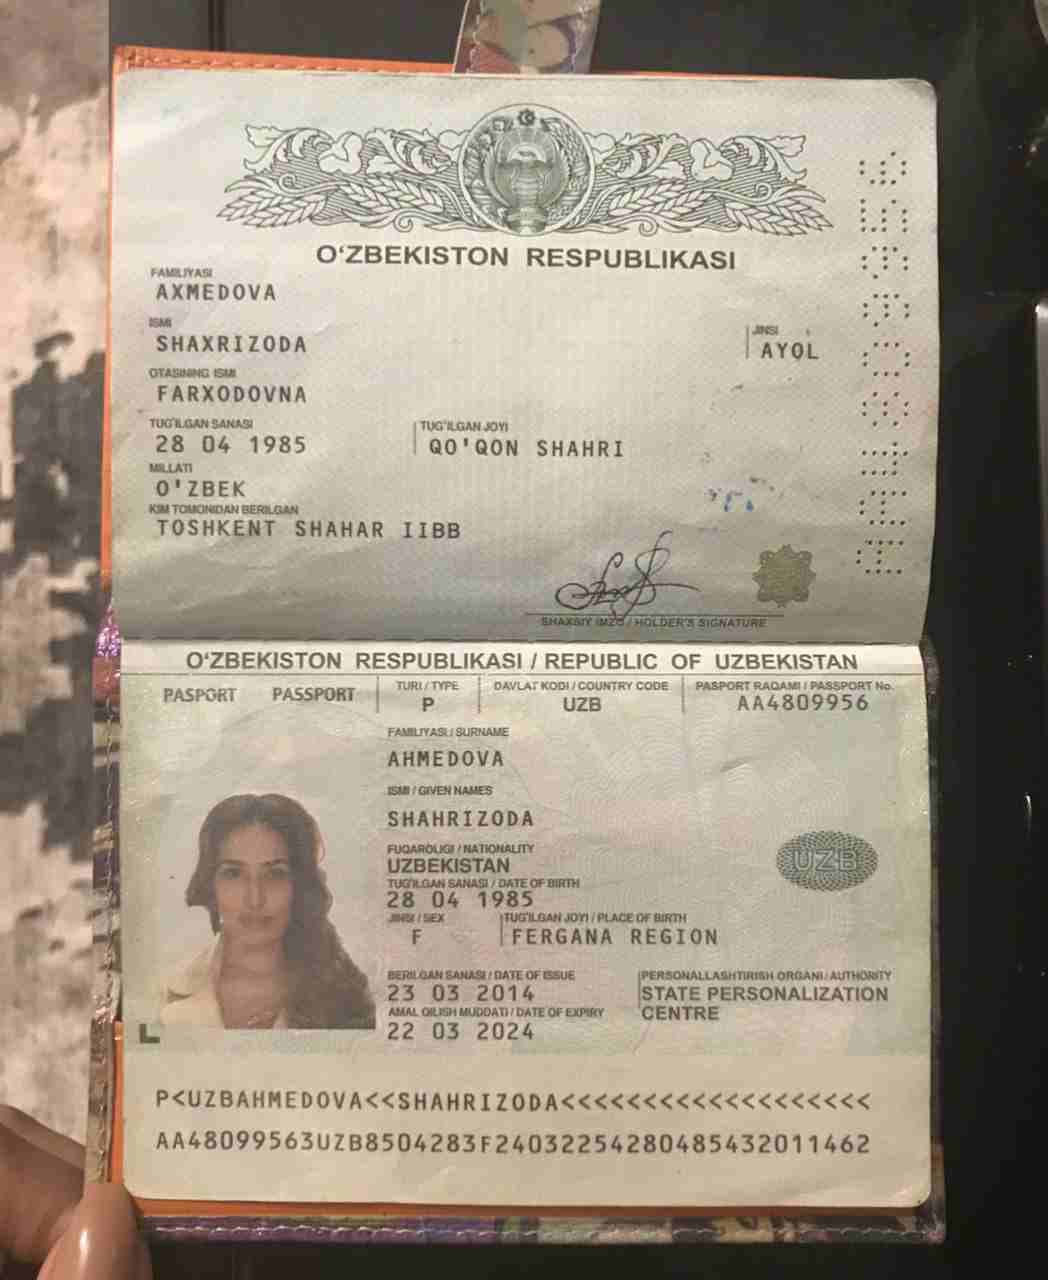 O‘ZBEKISTON RESPUBLIKASI
FAMILIYASI
AXMEDOVA
ISMI
SHAXRIZODA
JINSI
AYOL
OTASINING ISMI
FARXODOVNA
TUG‘ILGAN SANASI
28 04 1985
TUG‘ILGAN JOYI
QO'QON SHAHRI
MILLATI
O'ZBEK
KIM TOMONIDAN BERILGAN
TOSHKENT SHAHAR IIBB
SHAXSIY IMZO / HOLDER'S SIGNATURE
O‘ZBEKISTON RESPUBLIKASI / REPUBLIC OF UZBEKISTAN
PASPORT PASSPORT
TURI / TYPE
P
DAVLAT KODI / COUNTRY CODE
UZB
PASPORT RAQAMI / PASSPORT No.
AA4809956
FAMILIYASI / SURNAME
AHMEDOVA
ISMI / GIVEN NAMES
SHAHRIZODA
FUQAROLIGI / NATIONALITY
UZBEKISTAN
UZB
TUG‘ILGAN SANASI / DATE OF BIRTH
28 04 1985
JINSI / SEX
F
TUG‘ILGAN JOYI / PLACE OF BIRTH
FERGANA REGION
BERILGAN SANASI / DATE OF ISSUE
23 03 2014
PERSONALLASHTIRISH ORGANI / AUTHORITY
STATE PERSONALIZATION
CENTRE
AMAL QILISH MUDDATI / DATE OF EXPIRY
22 03 2024
P<UZBAHMEDOVA<<SHAHRIZODA<<<<<<<<<<<<<<<<<<<
AA48099563UZB8504283F24032254280485432011462